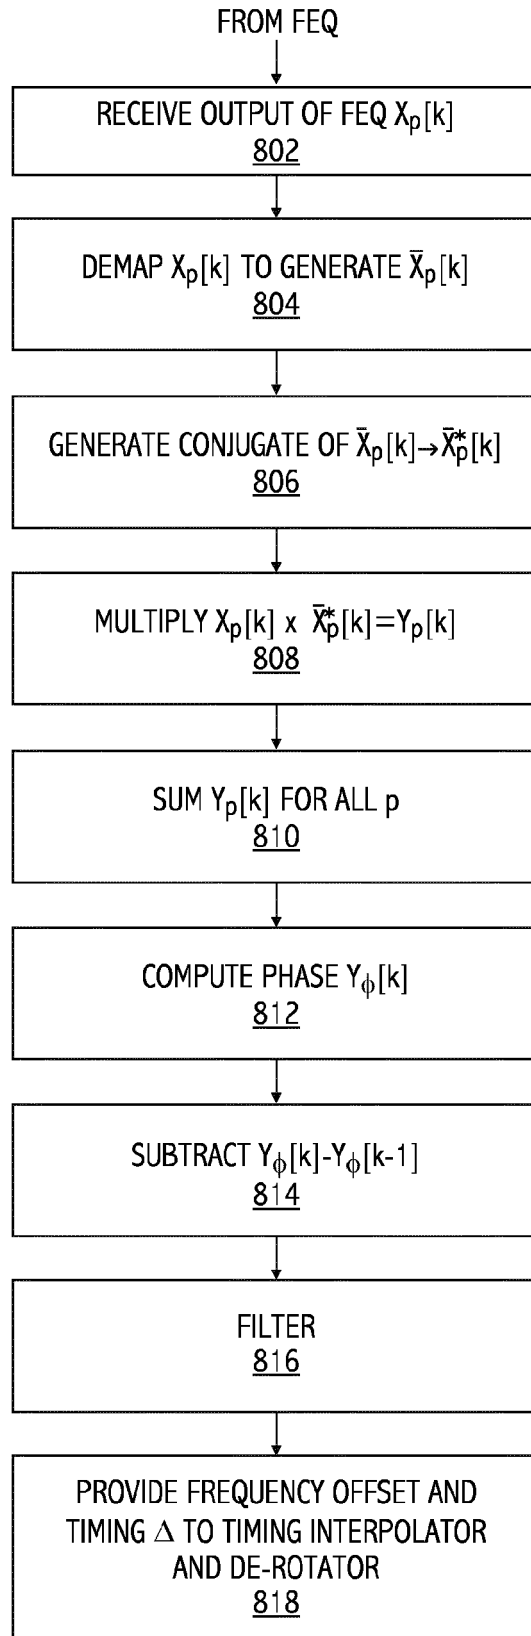 FROM FEQ
RECEIVE OUTPUT OF FEQ Xp[k]
802
DEMAP Xp[k] TO GENERATE X̄p[k]
804
GENERATE CONJUGATE OF X̄p[k]→X̄p*[k]
806
MULTIPLY Xp[k] x X̄p*[k]=Yp[k]
808
SUM Yp[k] FOR ALL p
810
COMPUTE PHASE Yϕ[k]
812
SUBTRACT Yϕ[k]-Yϕ[k-1]
814
FILTER
816
PROVIDE FREQUENCY OFFSET AND
TIMING Δ TO TIMING INTERPOLATOR
AND DE-ROTATOR
818